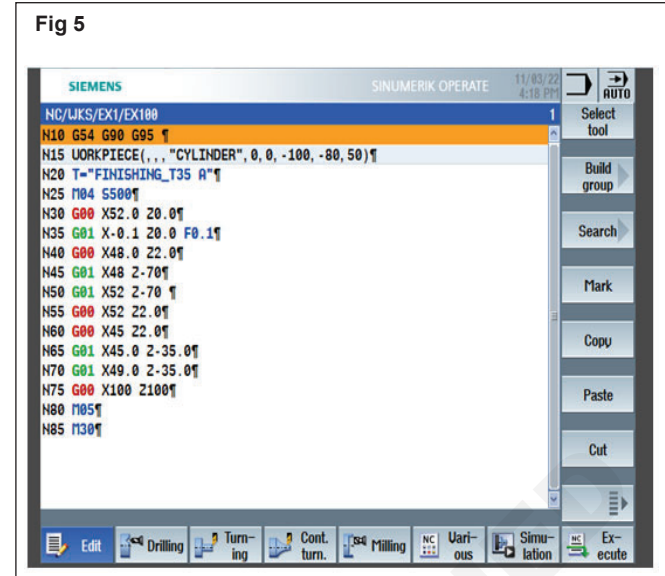 Fig 5
SIEMENS SINUMERIK OPERATE 11/03/22 4:18 PM AUTO
NC/WKS/EX1/EX100 1
N10 G54 G90 G95 ¶
N15 WORKPIECE(,,,"CYLINDER",0,0,-100,-80,50)¶
N20 T="FINISHING_T35 A"¶
N25 M04 S500¶
N30 G00 X52.0 Z0.0¶
N35 G01 X-0.1 Z0.0 F0.1¶
N40 G00 X48.0 Z2.0¶
N45 G01 X48 Z-70¶
N50 G01 X52 Z-70 ¶
N55 G00 X52 Z2.0¶
N60 G00 X45 Z2.0¶
N65 G01 X45.0 Z-35.0¶
N70 G01 X49.0 Z-35.0¶
N75 G00 X100 Z100¶
N80 M05¶
N85 M30¶
Select
tool
Build
group
Search
Mark
Copy
Paste
Cut
Edit
Drilling
Turn-
ing
Cont.
turn.
Milling
NC
Vari-
ous
Simu-
lation
NC
Ex-
ecute